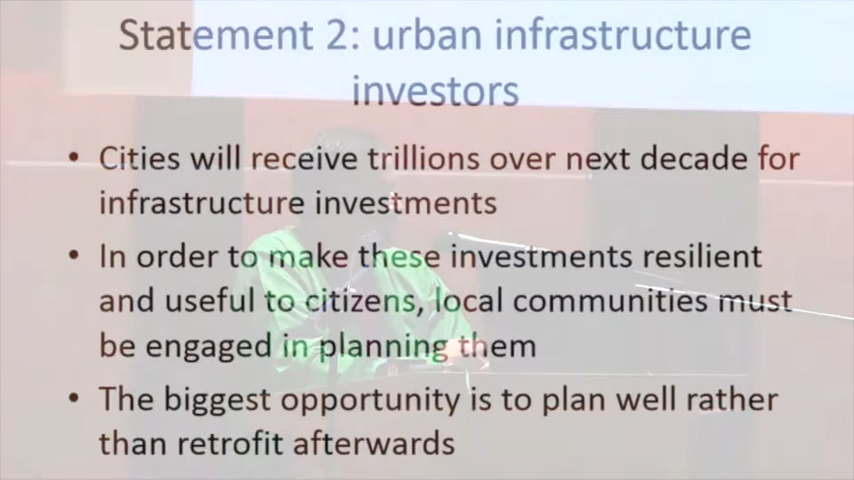 Statement 2: urban infrastructure
investors
• Cities will receive trillions over next decade for
infrastructure investments
• In order to make these investments resilient
and useful to citizens, local communities must
be engaged in planning them
• The biggest opportunity is to plan well rather
than retrofit afterwards